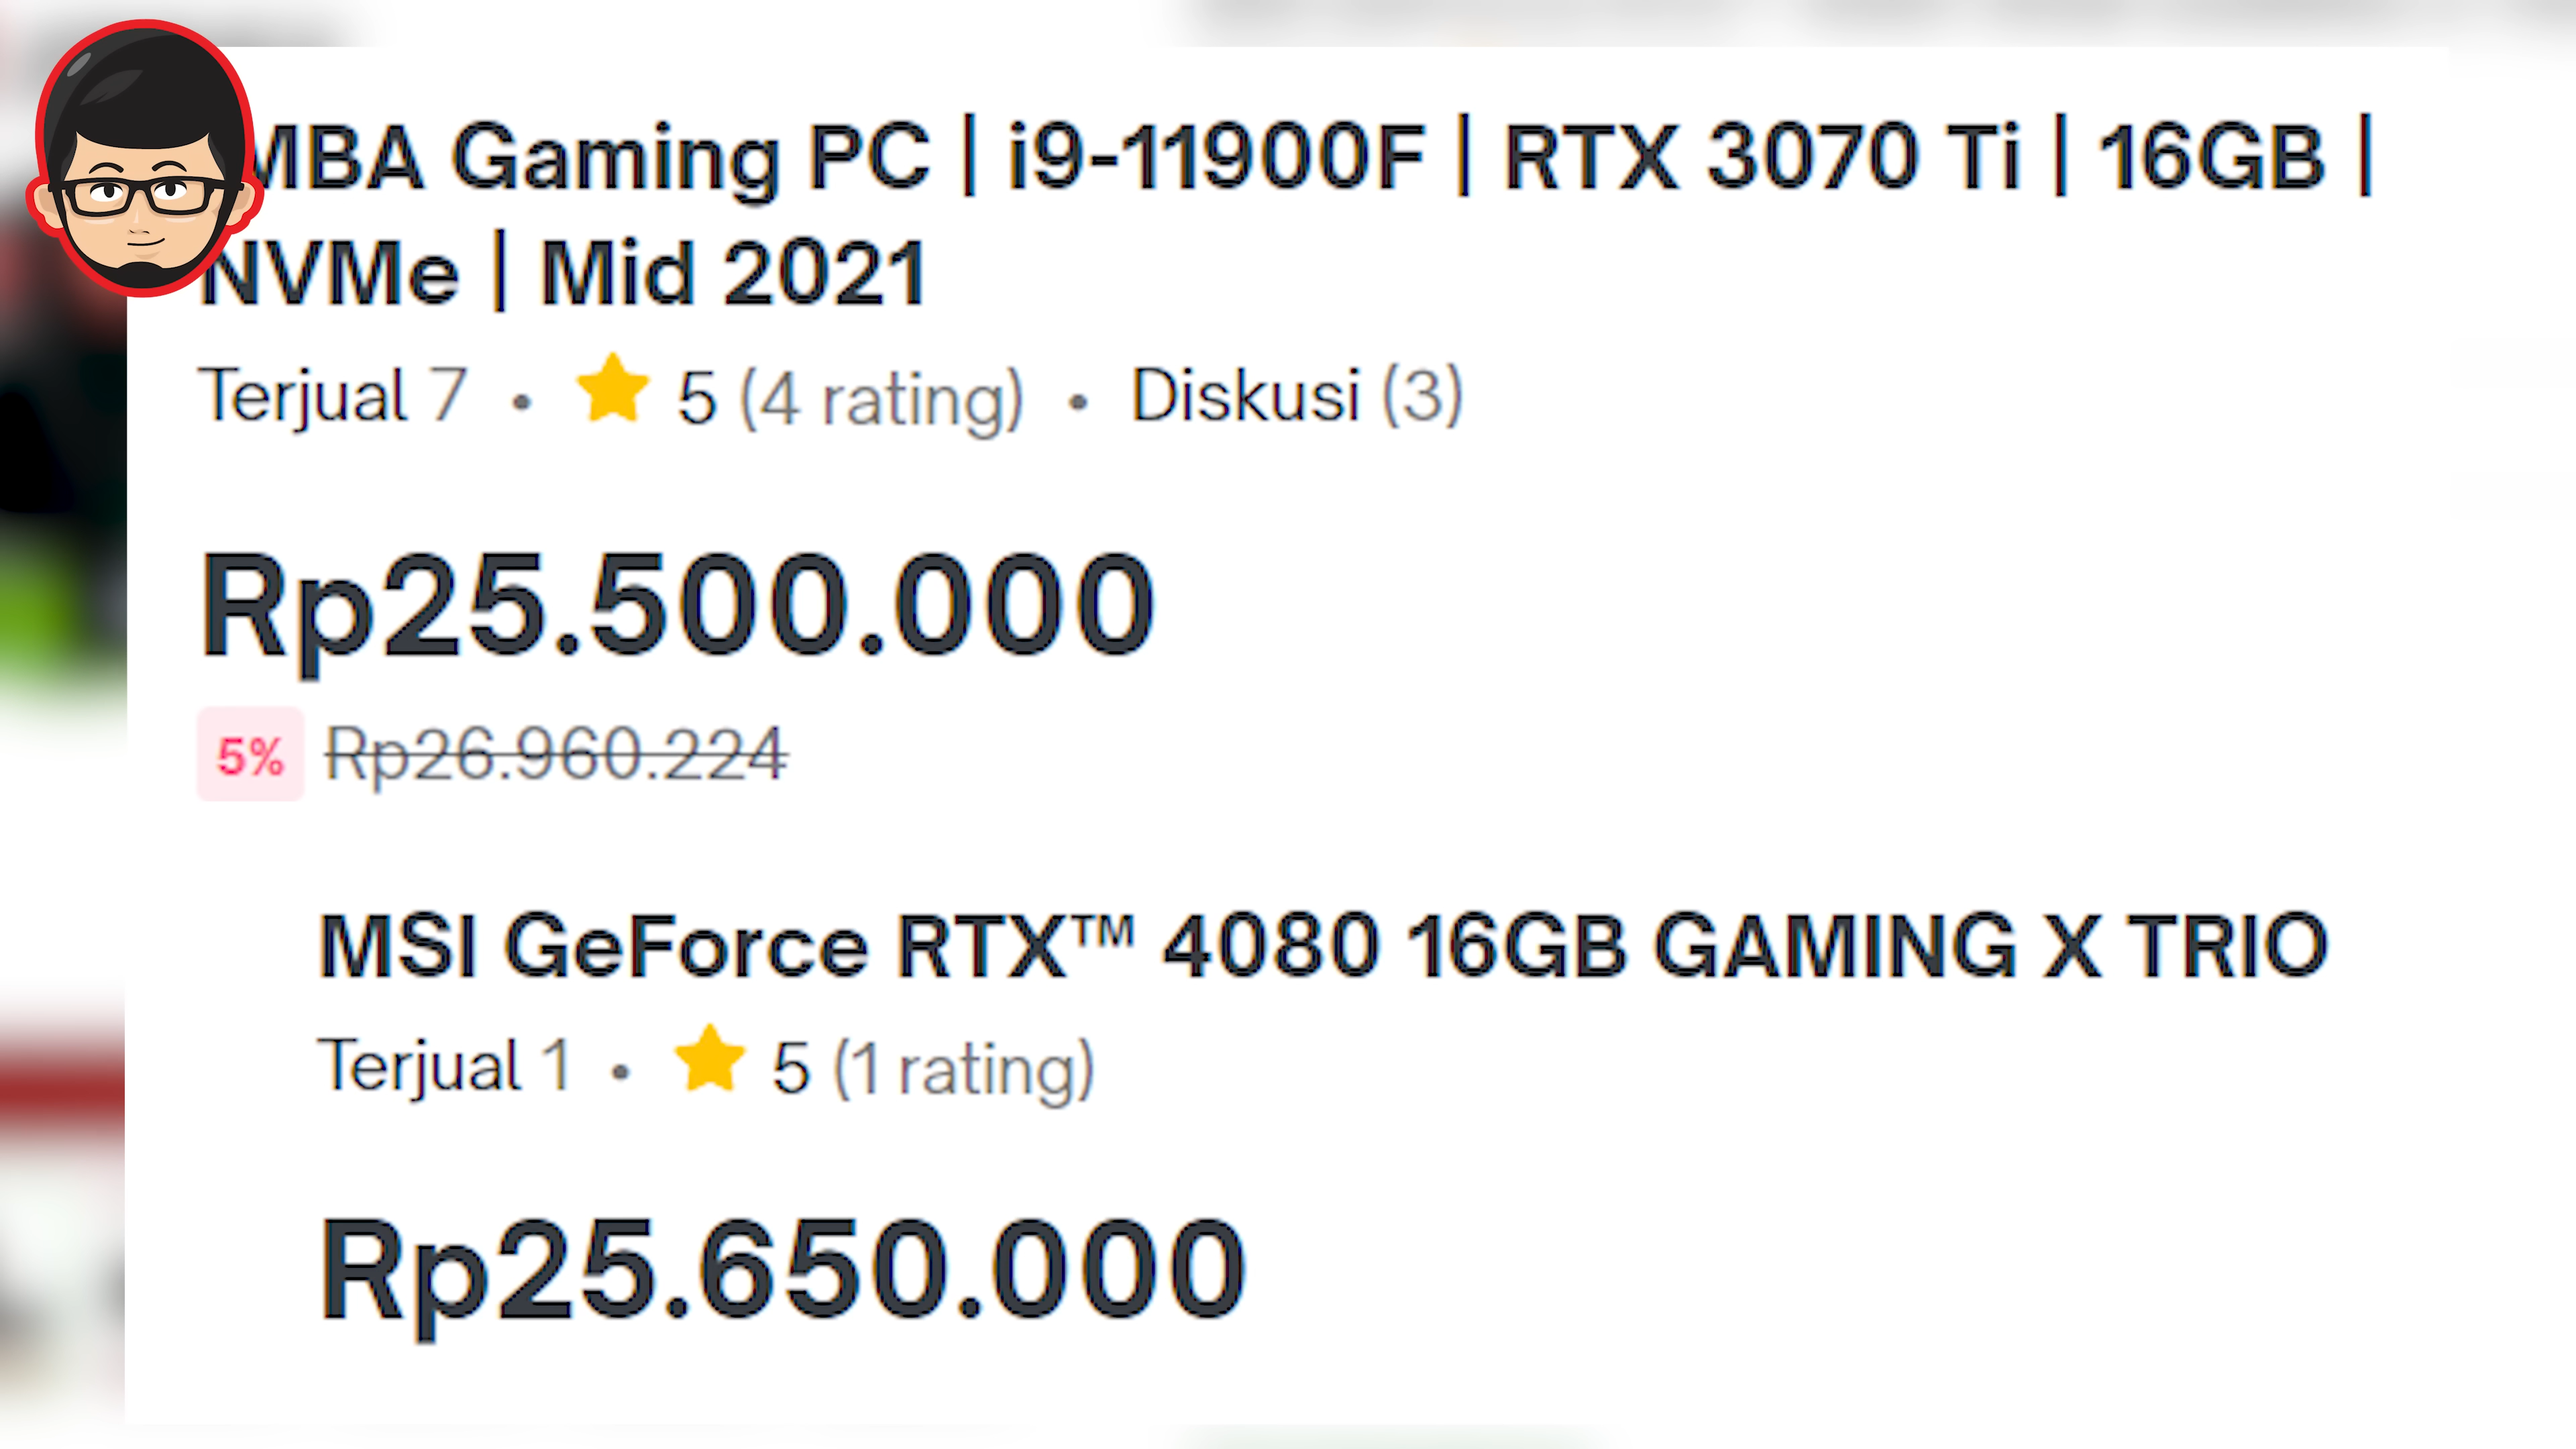 MBA Gaming PC | i9-11900F | RTX 3070 Ti | 16GB |
NVMe | Mid 2021
Terjual 7 • 5 (4 rating) • Diskusi (3)
Rp25.500.000
5% Rp26.960.224
MSI GeForce RTX™ 4080 16GB GAMING X TRIO
Terjual 1 • 5 (1 rating)
Rp25.650.000